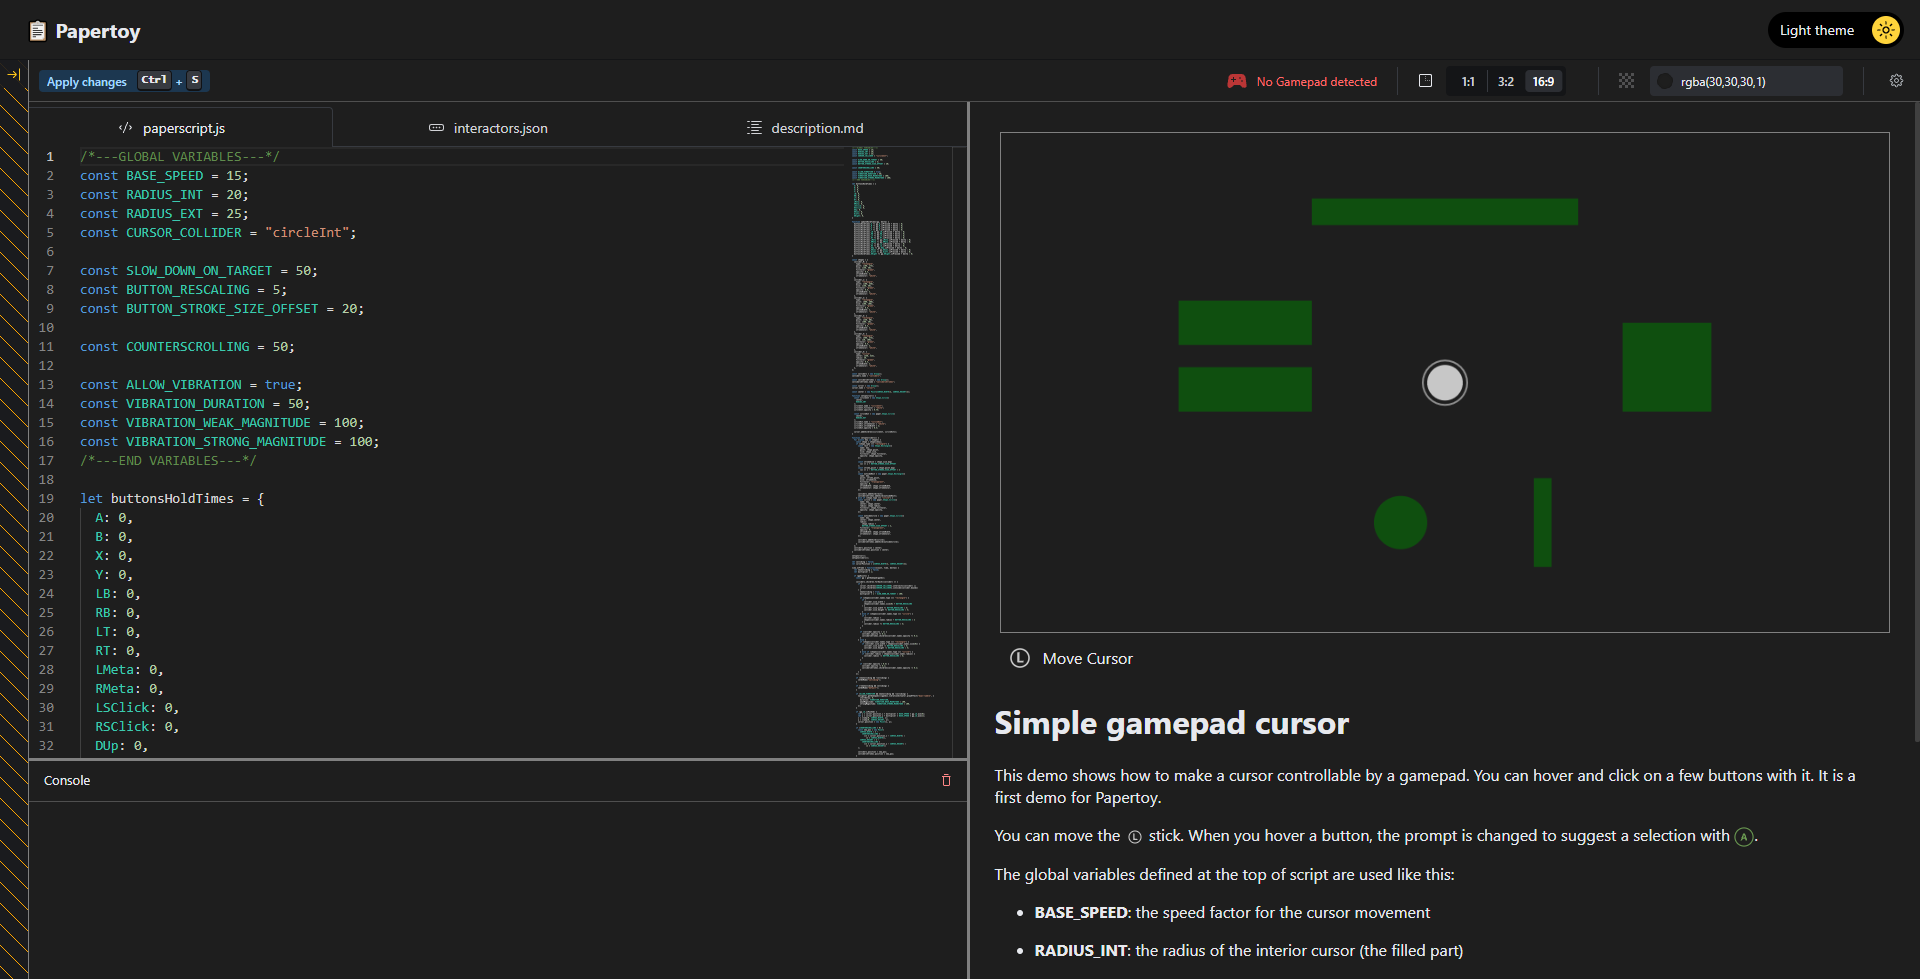 Papertoy
Light theme
Apply changes Ctrl + S
No Gamepad detected
1:1 3:2 16:9
rgba(30,30,30,1)
paperscript.js
interactors.json
description.md
1 /*---GLOBAL VARIABLES---*/
2 const BASE_SPEED = 15;
3 const RADIUS_INT = 20;
4 const RADIUS_EXT = 25;
5 const CURSOR_COLLIDER = "circleInt";
6
7 const SLOW_DOWN_ON_TARGET = 50;
8 const BUTTON_RESCALING = 5;
9 const BUTTON_STROKE_SIZE_OFFSET = 20;
10
11 const COUNTERSCROLLING = 50;
12
13 const ALLOW_VIBRATION = true;
14 const VIBRATION_DURATION = 50;
15 const VIBRATION_WEAK_MAGNITUDE = 100;
16 const VIBRATION_STRONG_MAGNITUDE = 100;
17 /*---END VARIABLES---*/
18
19 let buttonsHoldTimes = {
20 A: 0,
21 B: 0,
22 X: 0,
23 Y: 0,
24 LB: 0,
25 RB: 0,
26 LT: 0,
27 RT: 0,
28 LMeta: 0,
29 RMeta: 0,
30 LSClick: 0,
31 RSClick: 0,
32 DUp: 0,
Console
L Move Cursor
Simple gamepad cursor
This demo shows how to make a cursor controllable by a gamepad. You can hover and click on a few buttons with it. It is a
first demo for Papertoy.
You can move the L stick. When you hover a button, the prompt is changed to suggest a selection with A.
The global variables defined at the top of script are used like this:
• BASE_SPEED: the speed factor for the cursor movement
• RADIUS_INT: the radius of the interior cursor (the filled part)